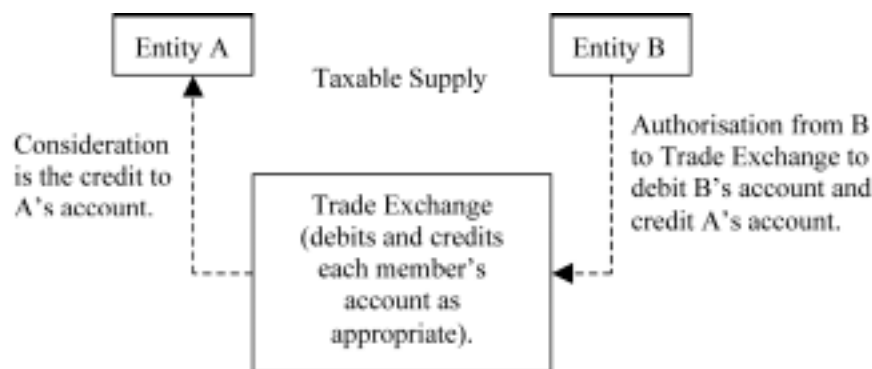 Entity A
Entity B
Taxable Supply
Consideration
is the credit to
A's account.
Authorisation from B
to Trade Exchange to
debit B's account and
credit A's account.
Trade Exchange
(debits and credits
each member's
account as
appropriate).